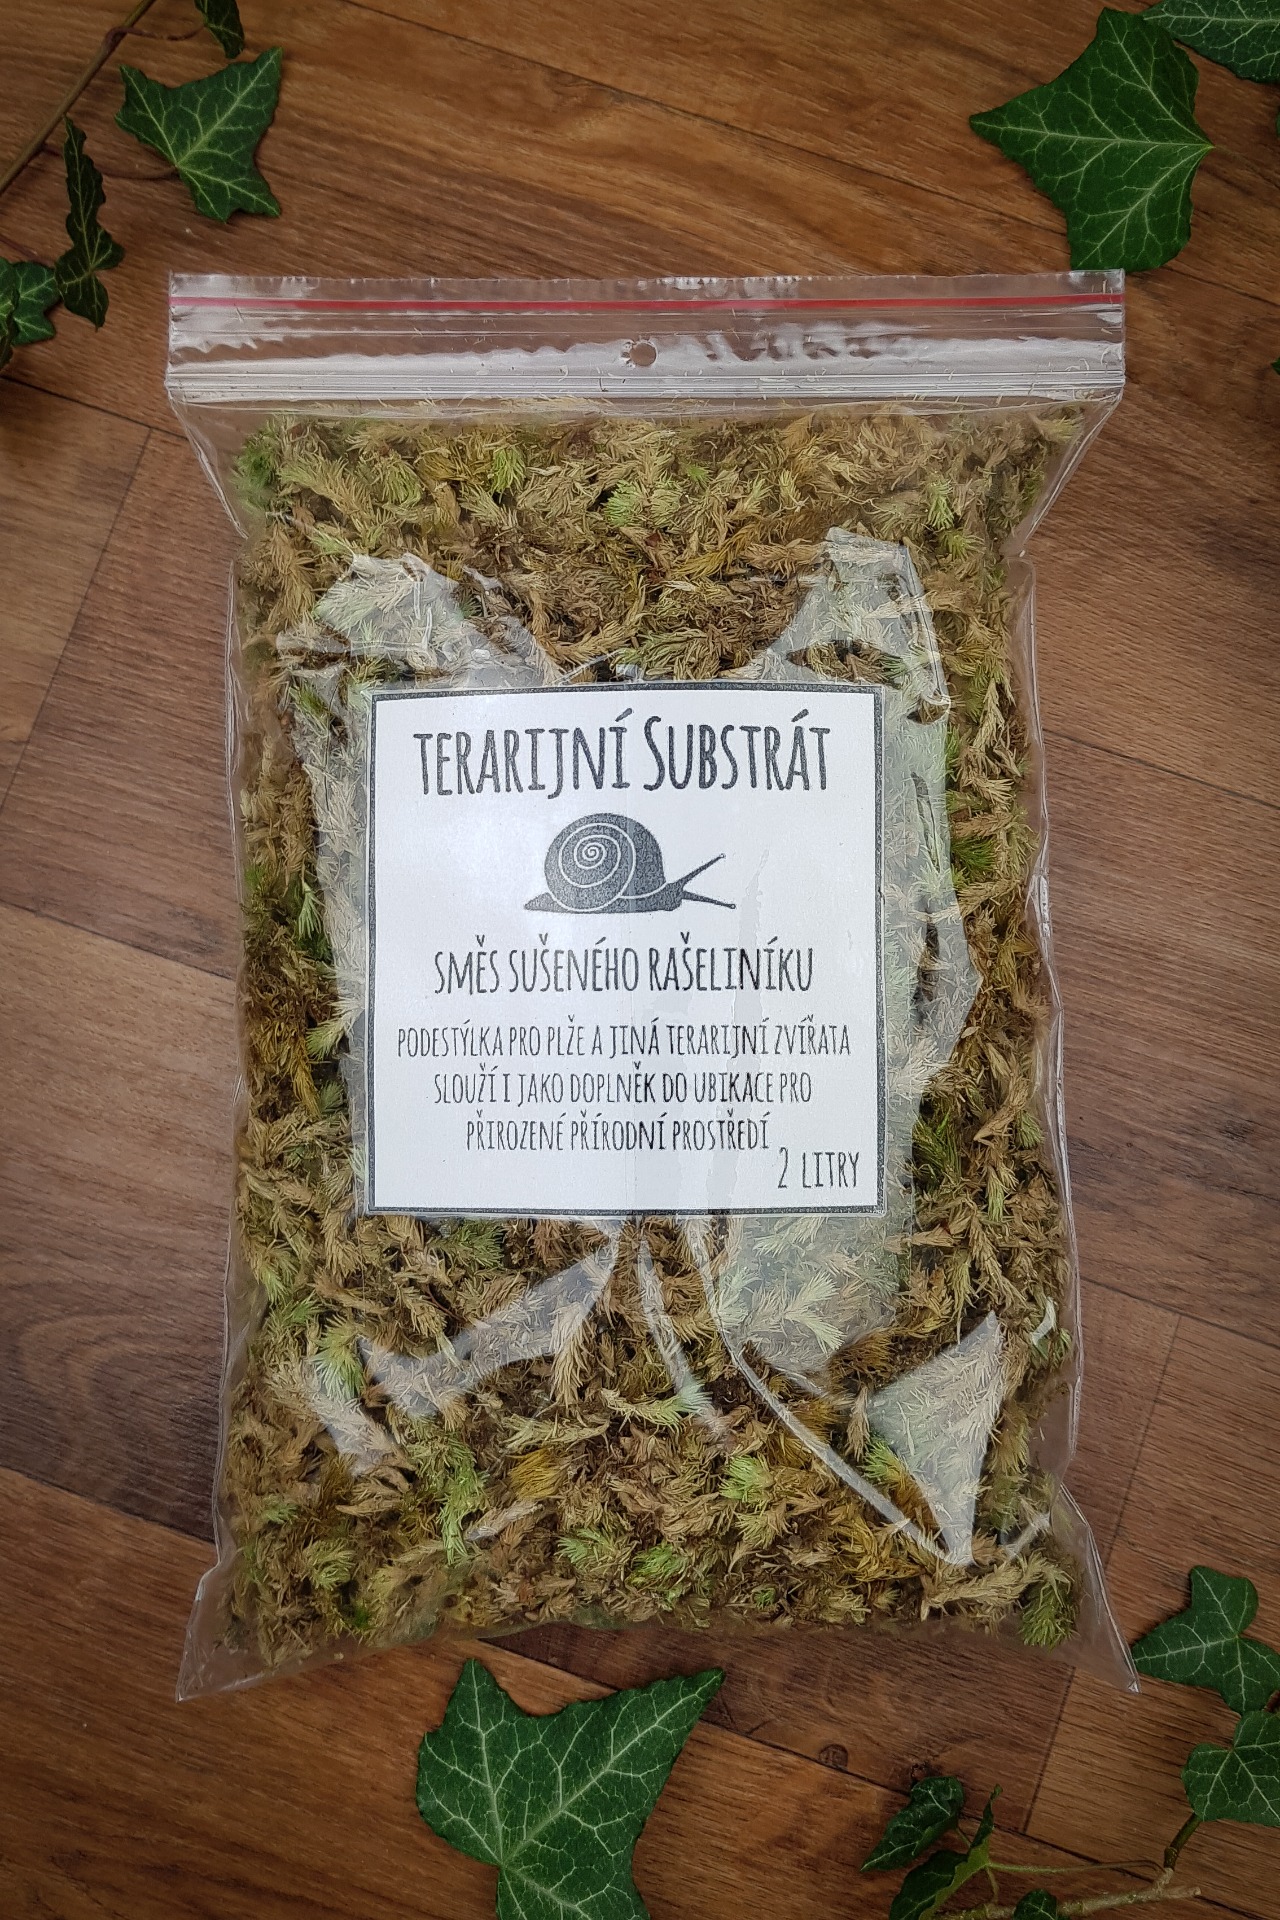 TERARIJNÍ SUBSTRÁT
SMĚS SUŠENÉHO RAŠELINÍKU
PODESTÝLKA PRO PLŽE A JINÁ TERARIJNÍ ZVÍŘATA
SLOUŽÍ I JAKO DOPLNĚK DO UBIKACE PRO
PŘIROZENÉ PŘÍRODNÍ PROSTŘEDÍ
2 LITRY